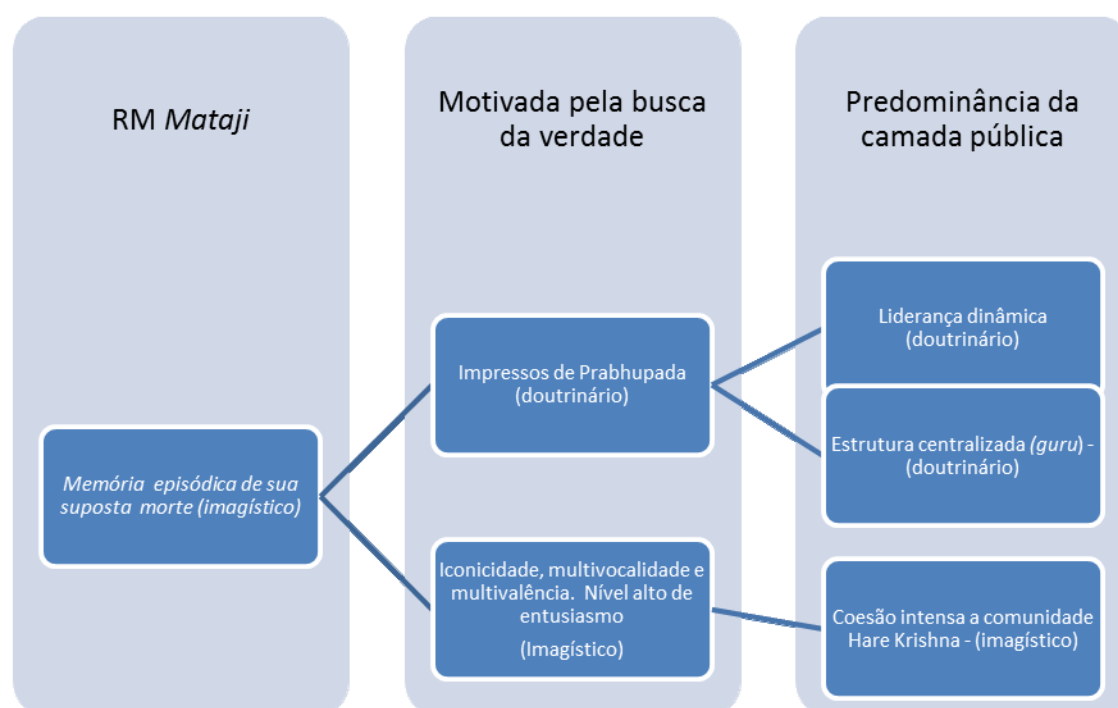 RM Mataji
Motivada pela busca
da verdade
Predominância da
camada pública
Memória episódica de sua
suposta morte (imagístico)
Impressos de Prabhupada
(doutrinário)
Iconicidade, multivocalidade e
multivalência. Nível alto de
entusiasmo
(Imagístico)
Liderança dinâmica
(doutrinário)
Estrutura centralizada (guru) -
(doutrinário)
Coesão intensa a comunidade
Hare Krishna - (imagístico)